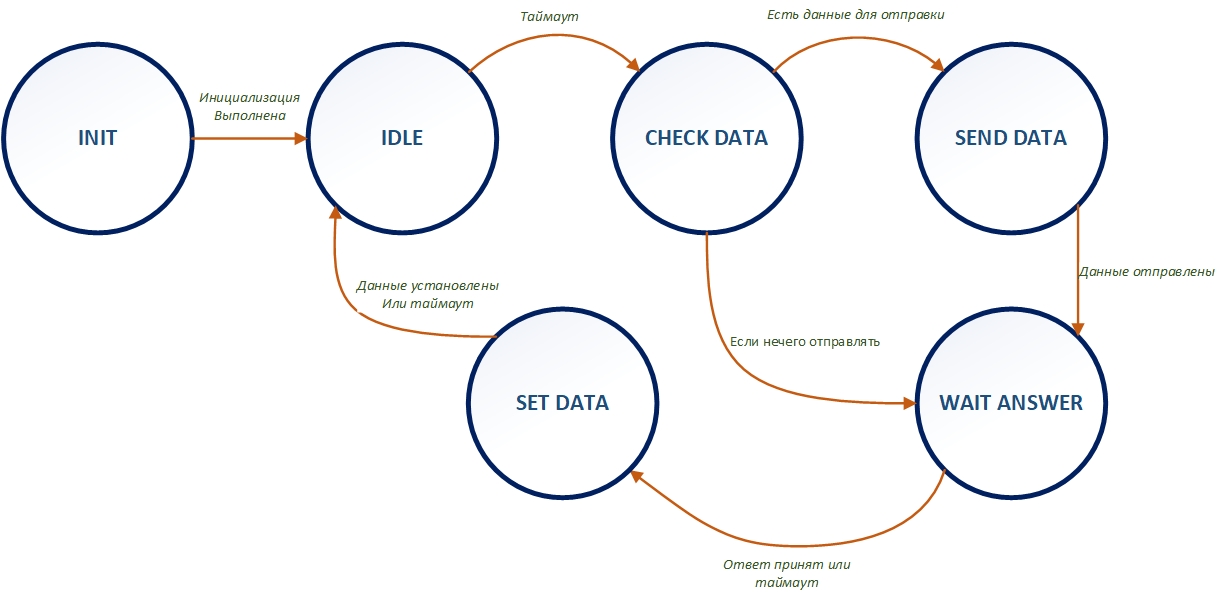 Таймаут
Есть данные для отправки
Инициализация
Выполнена
INIT
IDLE
CHECK DATA
SEND DATA
Данные отправлены
Данные установлены
Или таймаут
Если нечего отправлять
SET DATA
WAIT ANSWER
Ответ принят или
таймаут